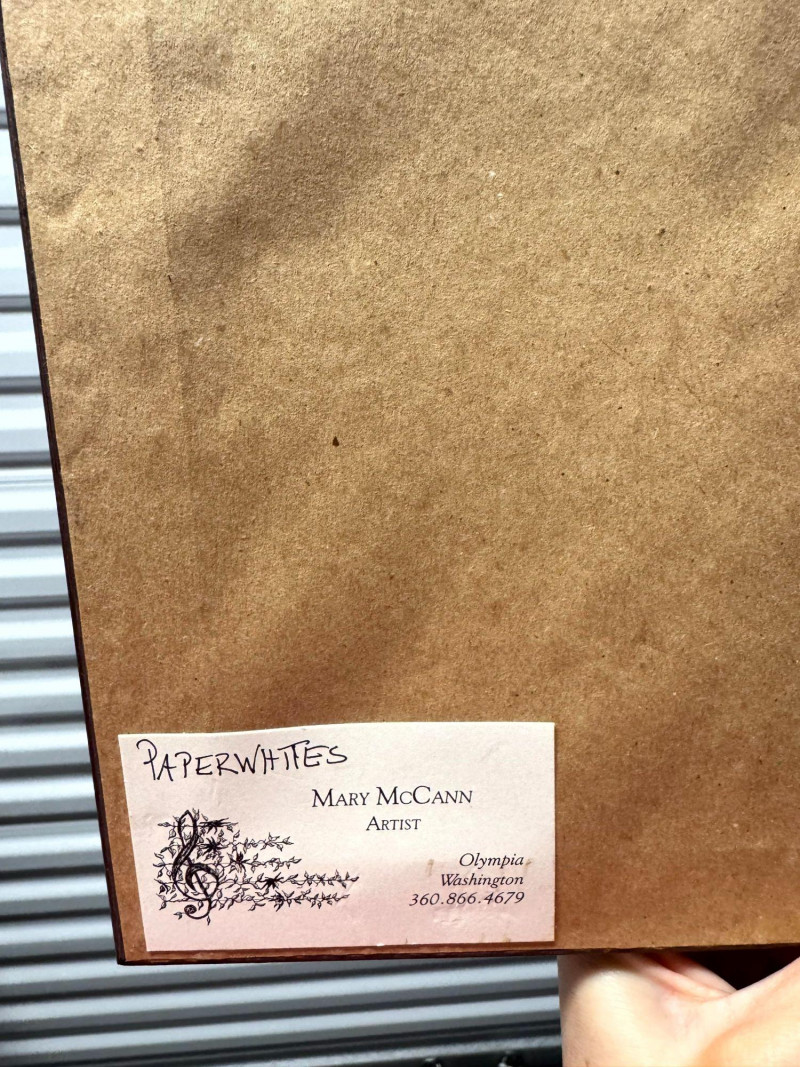 PAPERWHITES
MARY MCCANN
ARTIST
Olympia
Washington
360.866.4679